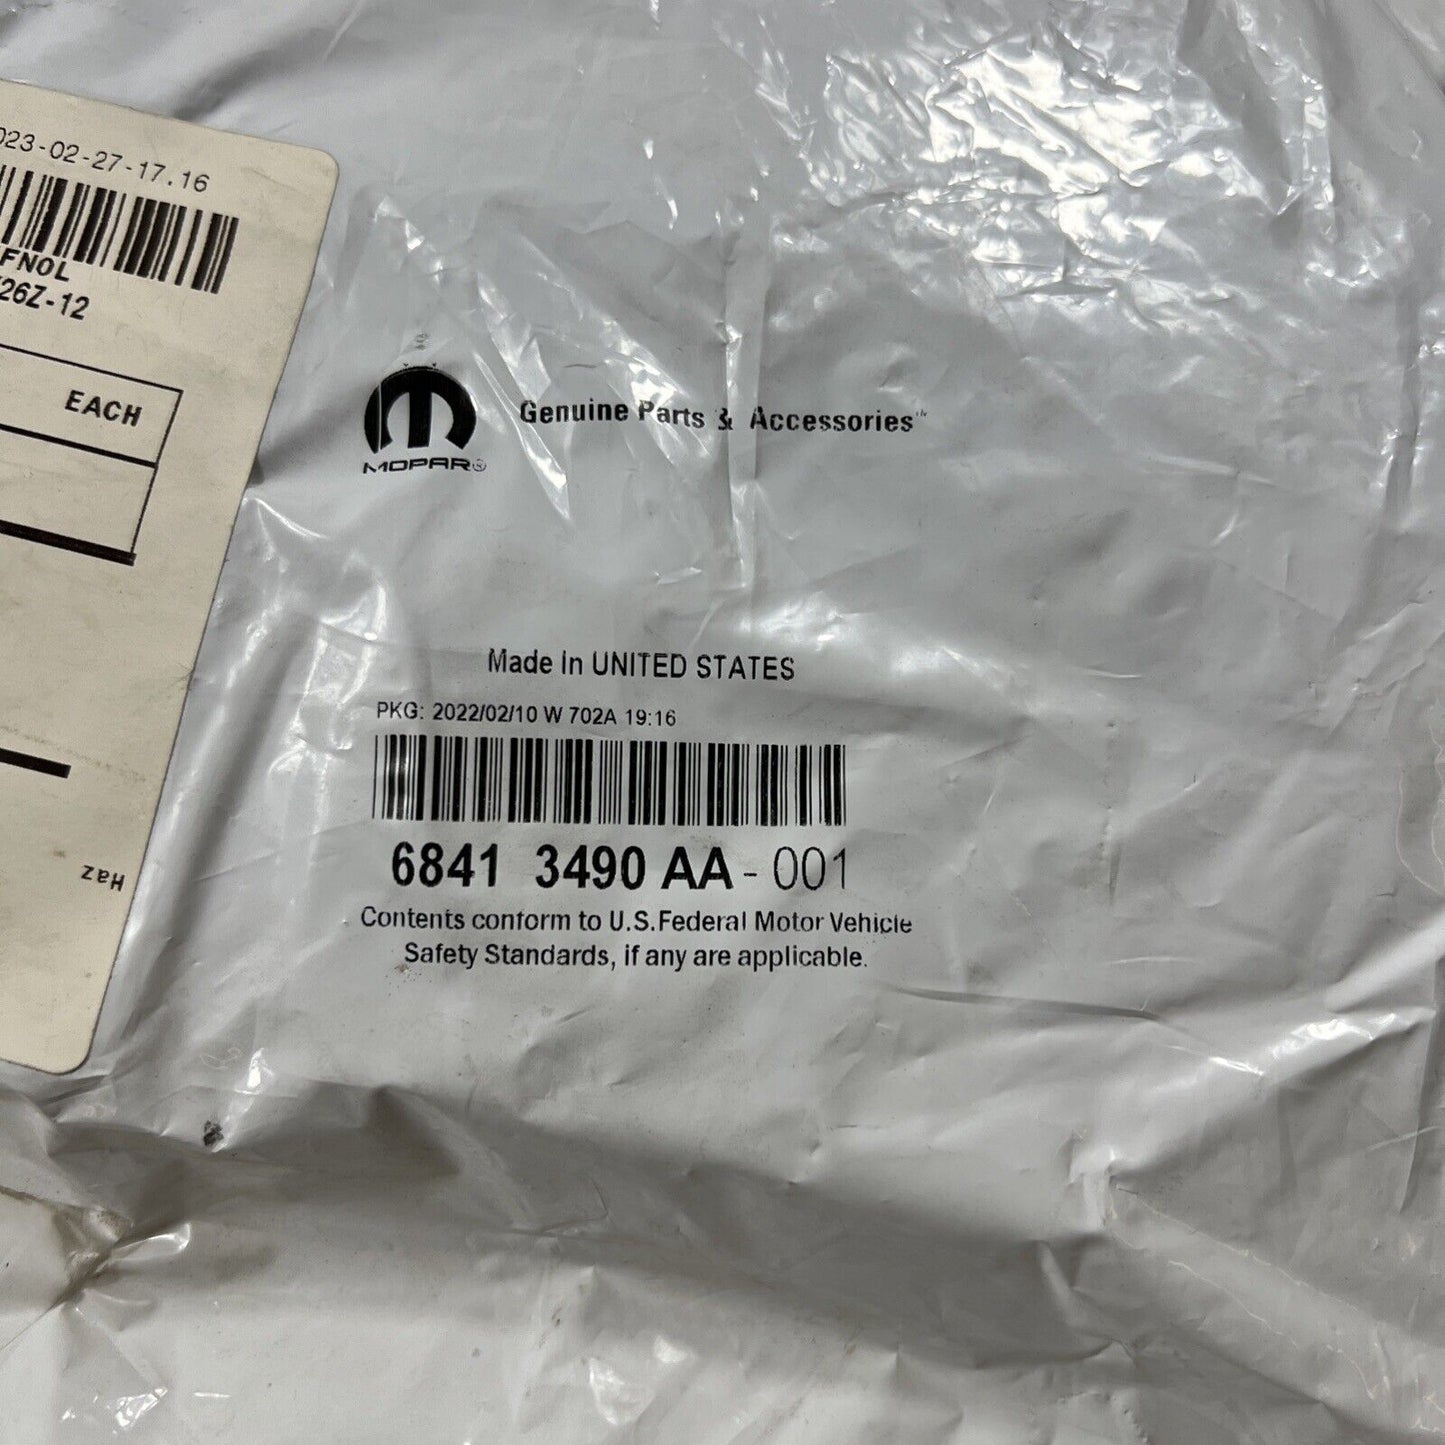 023-02-27-17.16
FNOL
26Z-12
EACH
Haz
MOPAR®
Genuine Parts & Accessories™
Made In UNITED STATES
PKG: 2022/02/10 W 702A 19:16
6841 3490 AA - 001
Contents conform to U.S.Federal Motor Vehicle
Safety Standards, if any are applicable.